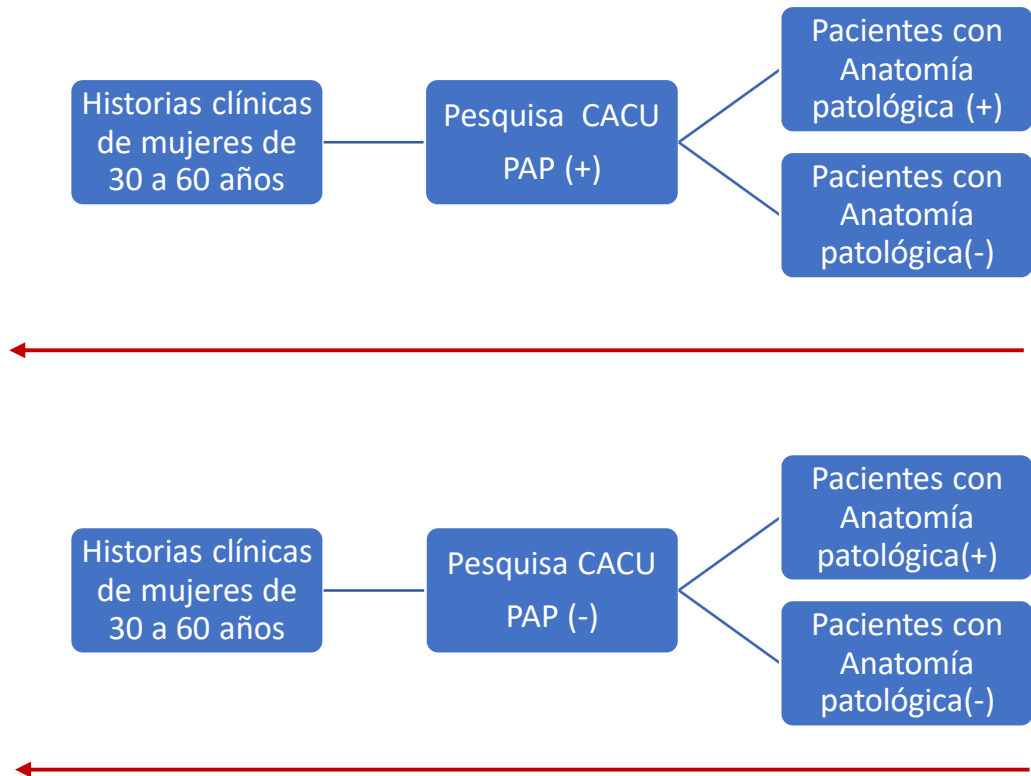 Historias clínicas
de mujeres de
30 a 60 años
Pesquisa CACU
PAP (+)
Pacientes con
Anatomía
patológica (+)
Pacientes con
Anatomía
patológica(-)
Historias clínicas
de mujeres de
30 a 60 años
Pesquisa CACU
PAP (-)
Pacientes con
Anatomía
patológica(+)
Pacientes con
Anatomía
patológica(-)